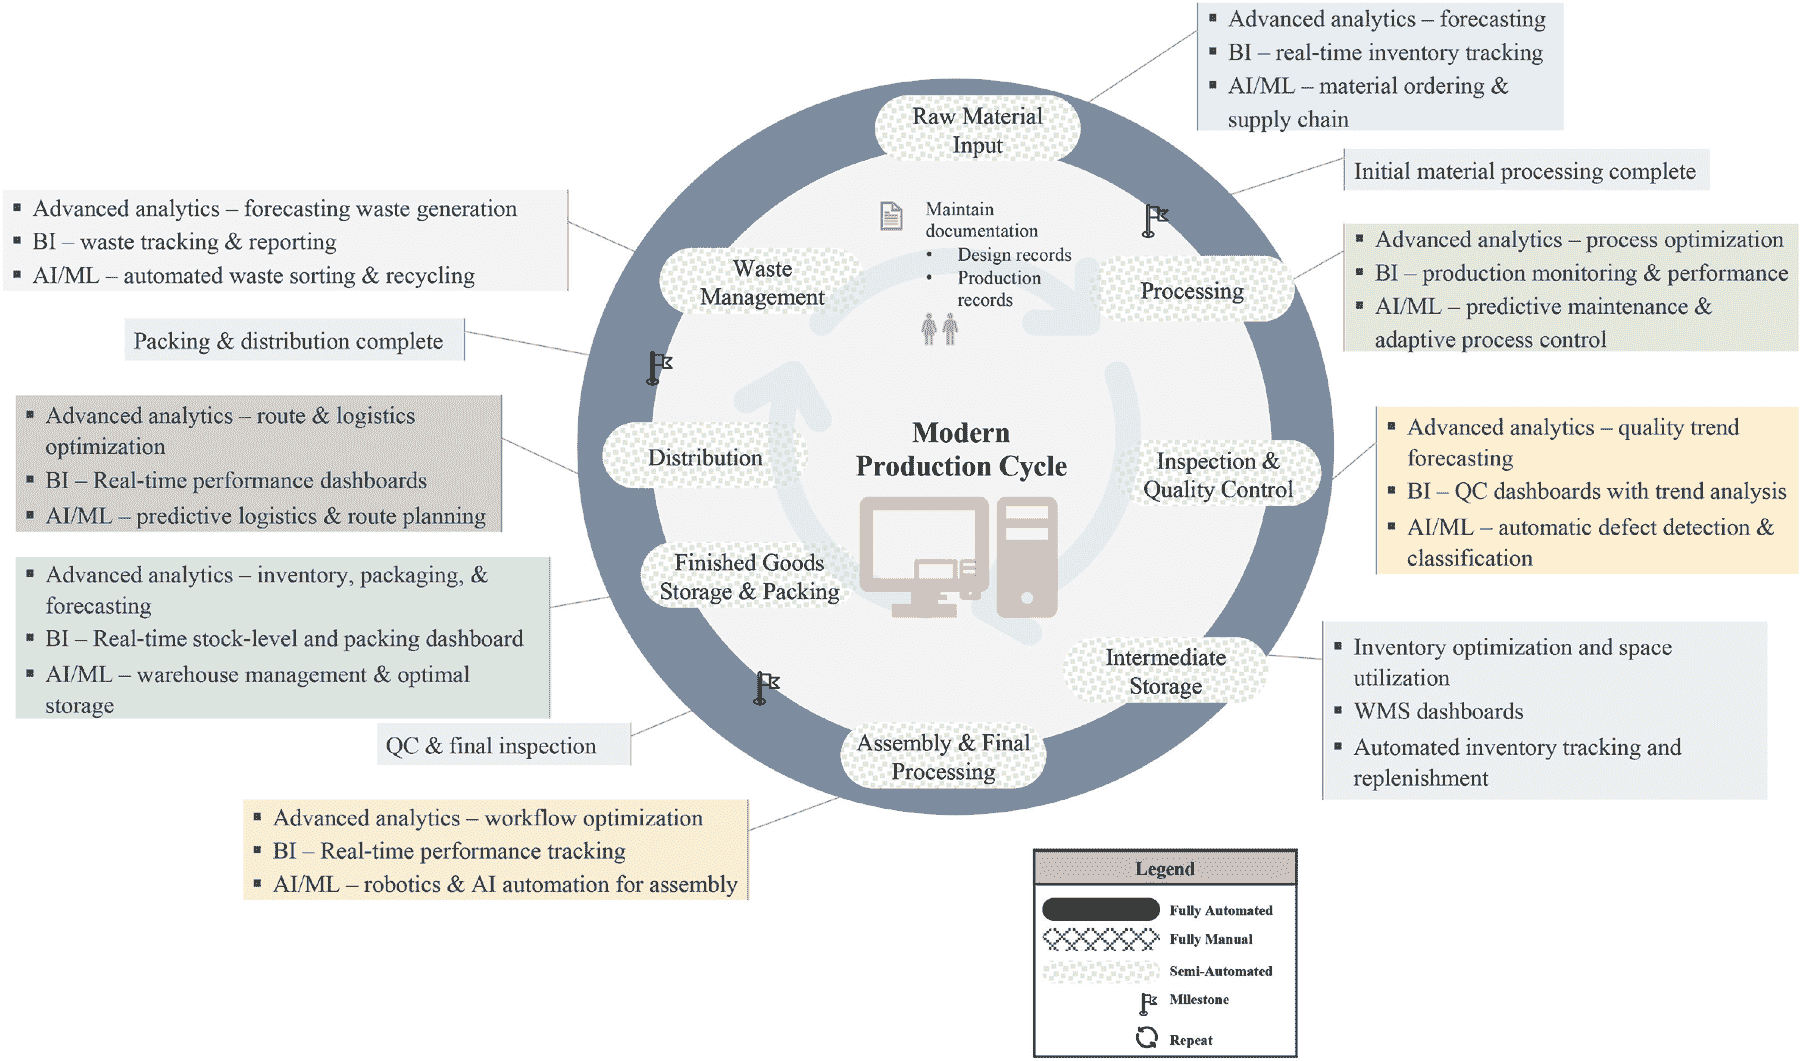 Advanced analytics – forecasting
BI – real-time inventory tracking
AI/ML – material ordering &
supply chain
Raw Material
Input
Initial material processing complete
Advanced analytics – forecasting waste generation
BI – waste tracking & reporting
AI/ML – automated waste sorting & recycling
Maintain
documentation
• Design records
• Production
records
Waste
Management
Processing
Advanced analytics – process optimization
BI – production monitoring & performance
AI/ML – predictive maintenance &
adaptive process control
Packing & distribution complete
Advanced analytics – route & logistics
optimization
BI – Real-time performance dashboards
AI/ML – predictive logistics & route planning
Distribution
Modern
Production Cycle
Inspection &
Quality Control
Advanced analytics – quality trend
forecasting
BI – QC dashboards with trend analysis
AI/ML – automatic defect detection &
classification
Advanced analytics – inventory, packaging, &
forecasting
BI – Real-time stock-level and packing dashboard
AI/ML – warehouse management & optimal
storage
Finished Goods
Storage & Packing
Intermediate
Storage
Inventory optimization and space
utilization
WMS dashboards
Automated inventory tracking and
replenishment
QC & final inspection
Assembly & Final
Processing
Advanced analytics – workflow optimization
BI – Real-time performance tracking
AI/ML – robotics & AI automation for assembly
Legend
Fully Automated
Fully Manual
Semi-Automated
Milestone
Repeat